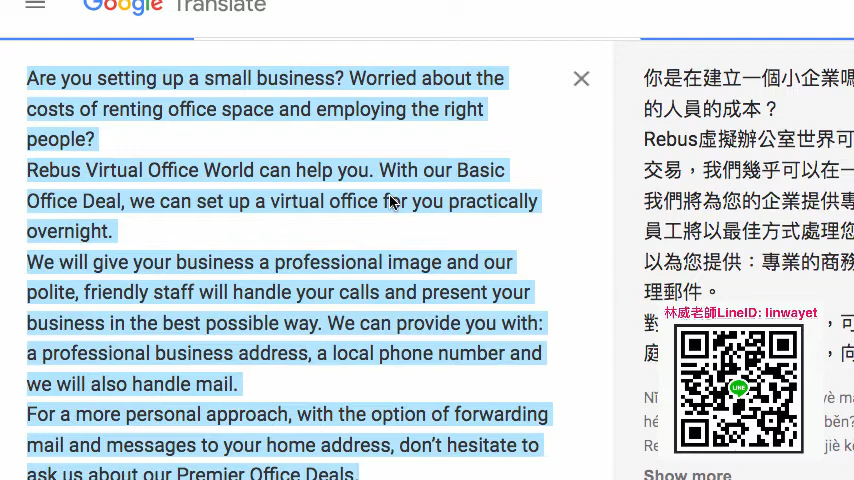 Google Translate
Are you setting up a small business? Worried about the
costs of renting office space and employing the right
people?
Rebus Virtual Office World can help you. With our Basic
Office Deal, we can set up a virtual office for you practically
overnight.
We will give your business a professional image and our
polite, friendly staff will handle your calls and present your
business in the best possible way. We can provide you with:
a professional business address, a local phone number and
we will also handle mail.
For a more personal approach, with the option of forwarding
mail and messages to your home address, don't hesitate to
ask us about our Premier Office Deals.
你是在建立一個小企業嗎
的人員的成本？
Rebus虛擬辦公室世界可
交易，我們幾乎可以在一
我們將為您的企業提供專
員工將以最佳方式處理您
以為您提供：專業的商務
理郵件。
林威老師LineID: linwayet
LINE
Show more